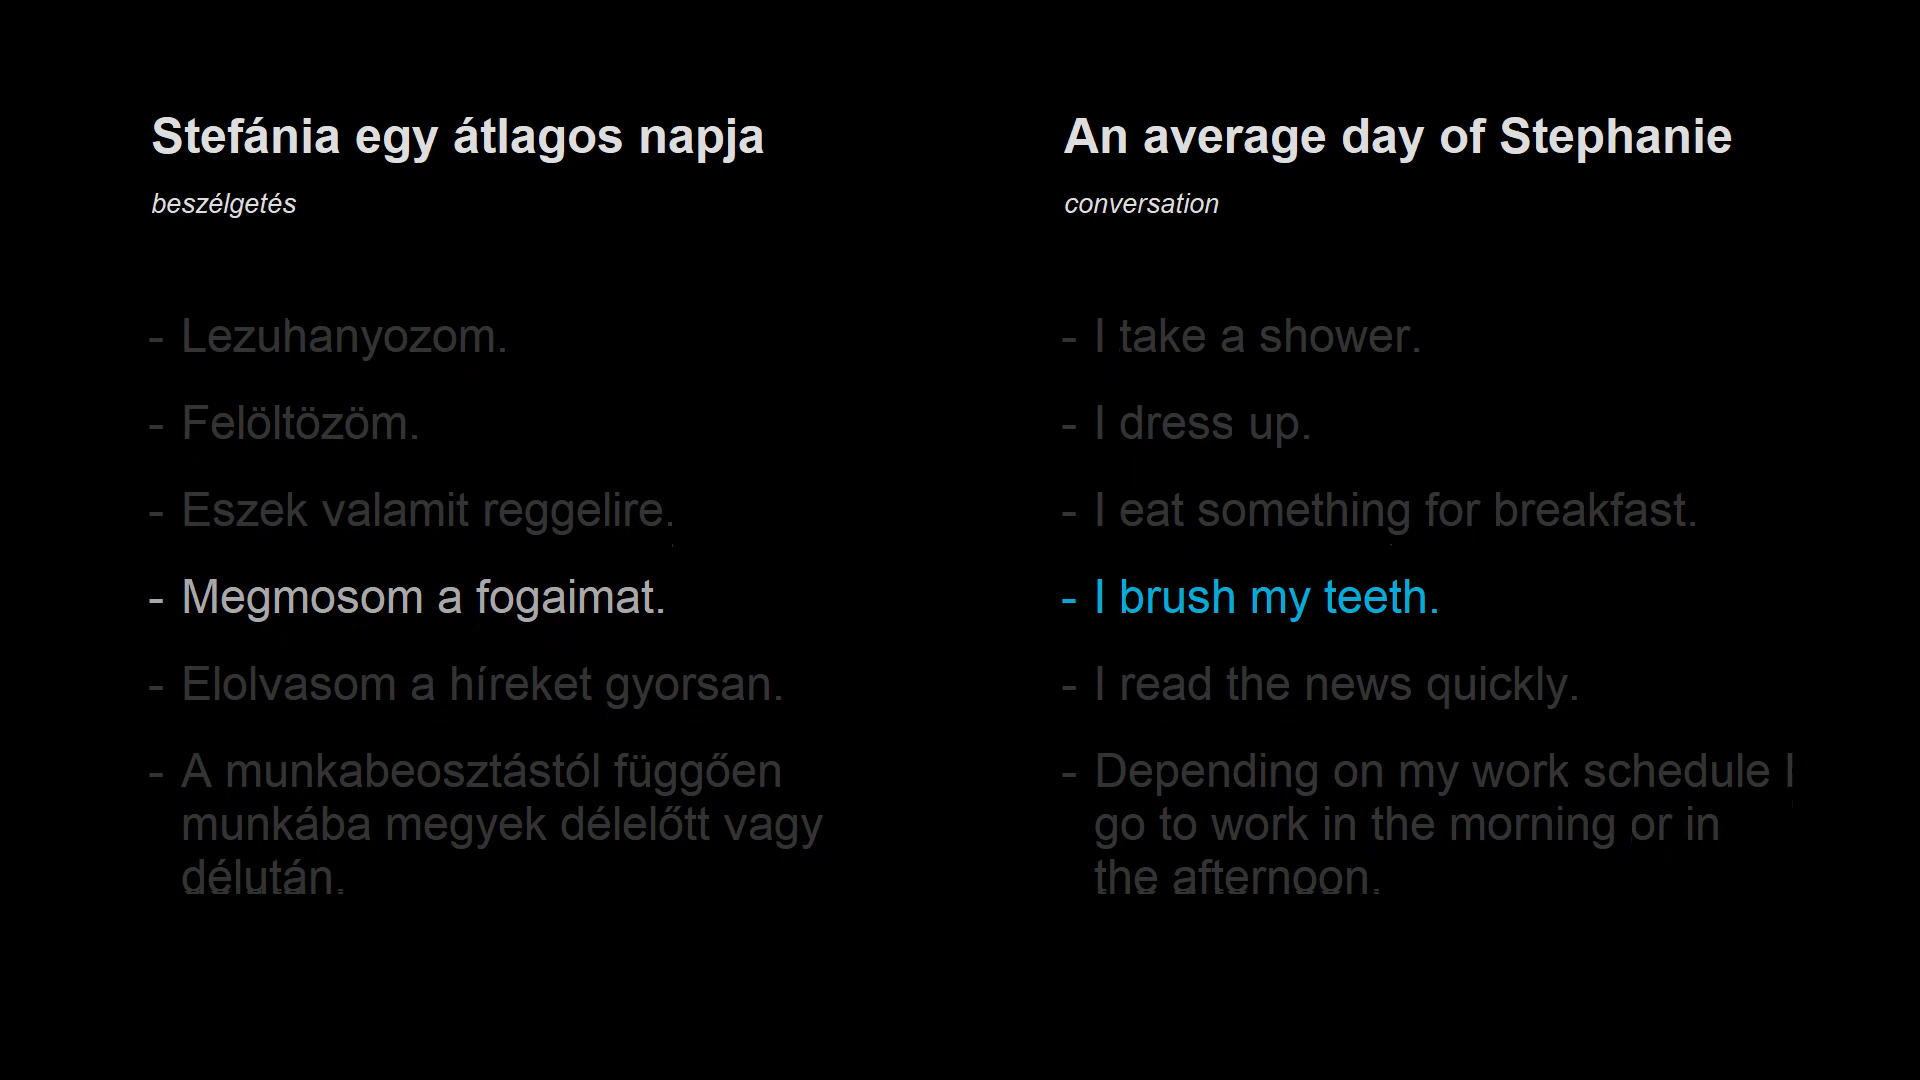 Stefánia egy átlagos napja
beszélgetés
- Lezuhanyozom.
- Felöltözöm.
- Eszek valamit reggelire.
- Megmosom a fogaimat.
- Elolvasom a híreket gyorsan.
- A munkabeosztástól függően
munkába megyek délelőtt vagy
délután.
An average day of Stephanie
conversation
- I take a shower.
- I dress up.
- I eat something for breakfast.
- I brush my teeth.
- I read the news quickly.
- Depending on my work schedule I
go to work in the morning or in
the afternoon.